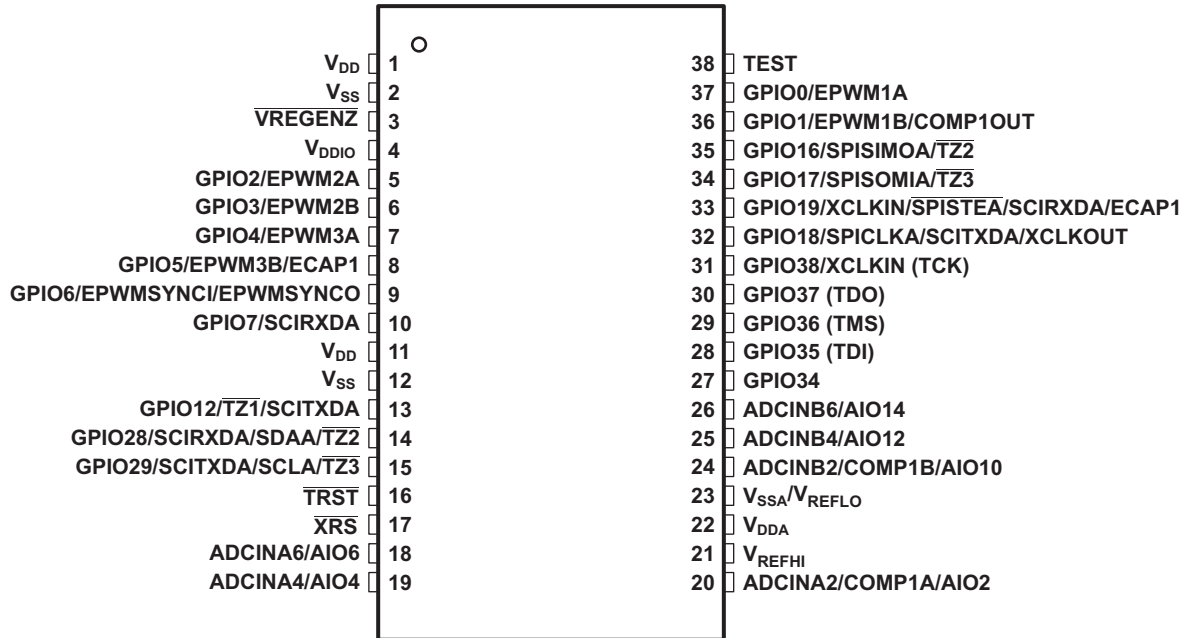 VDD 1 38 TEST
VSS 2 37 GPIO0/EPWM1A
VREGENZ 3 36 GPIO1/EPWM1B/COMP1OUT
VDDIO 4 35 GPIO16/SPISIMOA/TZ2
GPIO2/EPWM2A 5 34 GPIO17/SPISOMIA/TZ3
GPIO3/EPWM2B 6 33 GPIO19/XCLKIN/SPISTEA/SCIRXDA/ECAP1
GPIO4/EPWM3A 7 32 GPIO18/SPICLKA/SCITXDA/XCLKOUT
GPIO5/EPWM3B/ECAP1 8 31 GPIO38/XCLKIN (TCK)
GPIO6/EPWMSYNCI/EPWMSYNCO 9 30 GPIO37 (TDO)
GPIO7/SCIRXDA 10 29 GPIO36 (TMS)
VDD 11 28 GPIO35 (TDI)
VSS 12 27 GPIO34
GPIO12/TZ1/SCITXDA 13 26 ADCINB6/AIO14
GPIO28/SCIRXDA/SDAA/TZ2 14 25 ADCINB4/AIO12
GPIO29/SCITXDA/SCLA/TZ3 15 24 ADCINB2/COMP1B/AIO10
TRST 16 23 VSSA/VREFLO
XRS 17 22 VDDA
ADCINA6/AIO6 18 21 VREFHI
ADCINA4/AIO4 19 20 ADCINA2/COMP1A/AIO2